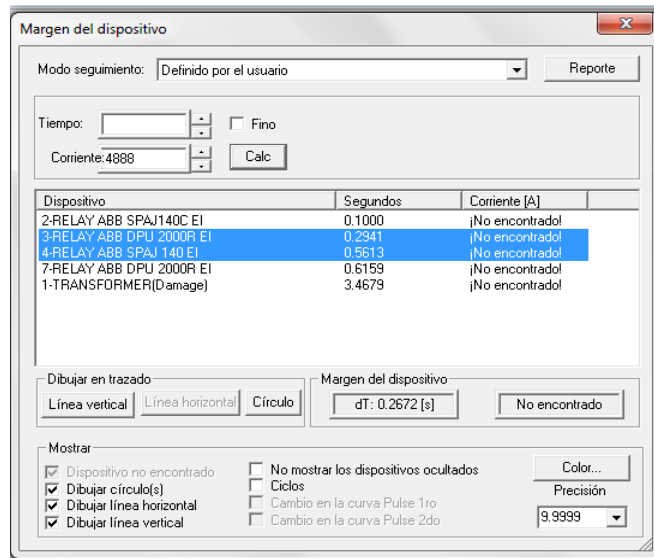 Margen del dispositivo
Modo seguimiento: Definido por el usuario
Reporte
Tiempo:
Fino
Corriente: 4888
Calc
Dispositivo Segundos Corriente [A]
2-RELAY ABB SPAJ140C EI 0.1000 ¡No encontrado!
3-RELAY ABB DPU 2000R EI 0.2941 ¡No encontrado!
4-RELAY ABB SPAJ 140 EI 0.5613 ¡No encontrado!
7-RELAY ABB DPU 2000R EI 0.6159 ¡No encontrado!
1-TRANSFORMER(Damage) 3.4679 ¡No encontrado!
Dibujar en trazado
Línea vertical Línea horizontal Círculo
Margen del dispositivo
dT: 0.2672 [s] No encontrado
Mostrar
Dispositivo no encontrado
Dibujar círculo(s)
Dibujar línea horizontal
Dibujar línea vertical
No mostrar los dispositivos ocultados
Ciclos
Cambio en la curva Pulse 1ro
Cambio en la curva Pulse 2do
Color...
Precisión
9.9999